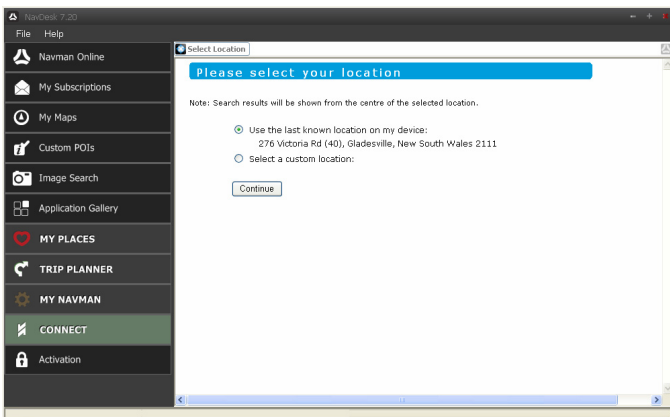 NavDesk 7.20
File Help
Navman Online
My Subscriptions
My Maps
Custom POIs
Image Search
Application Gallery
MY PLACES
TRIP PLANNER
MY NAVMAN
CONNECT
Activation
Select Location
Please select your location
Note: Search results will be shown from the centre of the selected location.
Use the last known location on my device:
276 Victoria Rd (40), Gladesville, New South Wales 2111
Select a custom location:
Continue